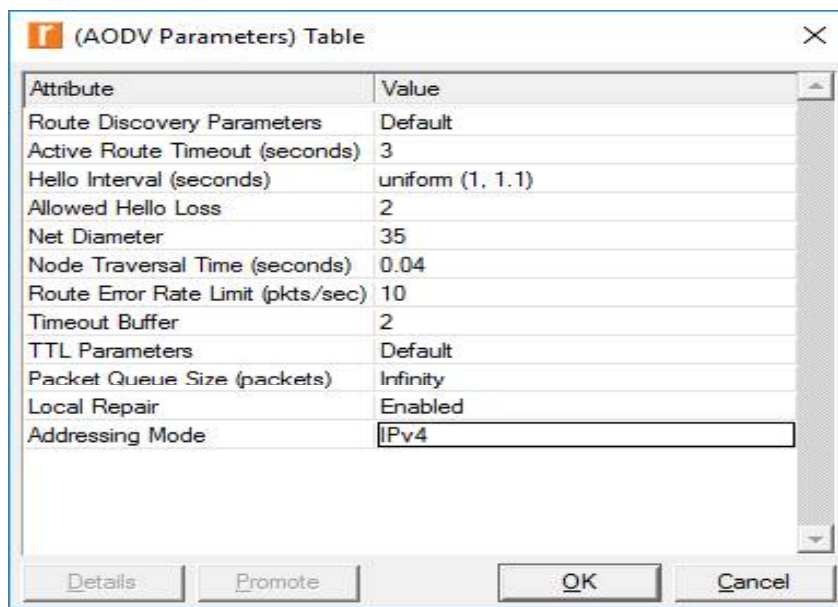 (AODV Parameters) Table
Attribute Value
Route Discovery Parameters Default
Active Route Timeout (seconds) 3
Hello Interval (seconds) uniform (1, 1.1)
Allowed Hello Loss 2
Net Diameter 35
Node Traversal Time (seconds) 0.04
Route Error Rate Limit (pkts/sec) 10
Timeout Buffer 2
TTL Parameters Default
Packet Queue Size (packets) Infinity
Local Repair Enabled
Addressing Mode IPv4
Details Promote OK Cancel